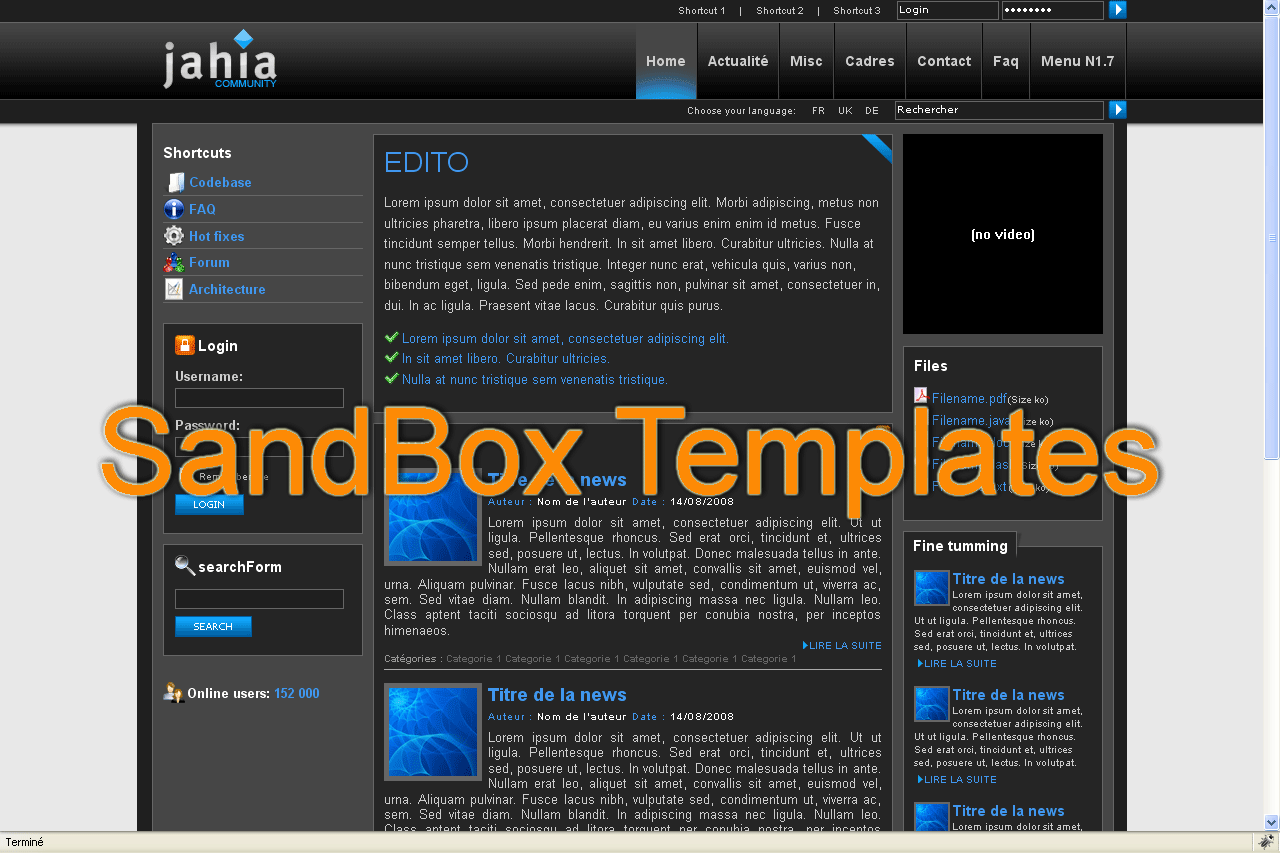 Shortcut 1 | Shortcut 2 | Shortcut 3 Login
jahia
COMMUNITY
Home Actualité Misc Cadres Contact Faq Menu N1.7
Choose your language: FR UK DE Rechercher
Shortcuts
Codebase
FAQ
Hot fixes
Forum
Architecture
Login
Username:
Password:
LOGIN
searchForm
SEARCH
Online users: 152 000
EDITO
Lorem ipsum dolor sit amet, consectetuer adipiscing elit. Morbi adipiscing, metus non
ultricies pharetra, libero ipsum placerat diam, eu varius enim enim id metus. Fusce
tincidunt semper tellus. Morbi hendrerit. In sit amet libero. Curabitur ultricies. Nulla at
nunc tristique sem venenatis tristique. Integer nunc erat, vehicula quis, varius non,
bibendum eget, ligula. Sed pede enim, sagittis non, pulvinar sit amet, consectetuer in,
dui. In ac ligula. Praesent vitae lacus. Curabitur quis purus.
Lorem ipsum dolor sit amet, consectetuer adipiscing elit.
In sit amet libero. Curabitur ultricies.
Nulla at nunc tristique sem venenatis tristique.
SandBox Templates
Titre de la news
Auteur : Nom de l'auteur Date : 14/08/2008
Lorem ipsum dolor sit amet, consectetuer adipiscing elit. Ut ut
ligula. Pellentesque rhoncus. Sed erat orci, tincidunt et, ultrices
sed, posuere ut, lectus. In volutpat. Donec malesuada tellus in ante.
Nullam erat leo, aliquet sit amet, convallis sit amet, euismod vel,
urna. Aliquam pulvinar. Fusce lacus nibh, vulputate sed, condimentum ut, viverra ac,
sem. Sed vitae diam. Nullam blandit. In adipiscing massa nec ligula. Nullam leo.
Class aptent taciti sociosqu ad litora torquent per conubia nostra, per inceptos
himenaeos.
LIRE LA SUITE
Catégories : Categorie 1 Categorie 1 Categorie 1 Categorie 1 Categorie 1 Categorie 1
Titre de la news
Auteur : Nom de l'auteur Date : 14/08/2008
Lorem ipsum dolor sit amet, consectetuer adipiscing elit. Ut ut
ligula. Pellentesque rhoncus. Sed erat orci, tincidunt et, ultrices
sed, posuere ut, lectus. In volutpat. Donec malesuada tellus in ante.
Nullam erat leo, aliquet sit amet, convallis sit amet, euismod vel,
urna. Aliquam pulvinar. Fusce lacus nibh, vulputate sed, condimentum ut, viverra ac,
sem. Sed vitae diam. Nullam blandit. In adipiscing massa nec ligula. Nullam leo.
Class aptent taciti sociosqu ad litora torquent per conubia nostra, per inceptos
(no video)
Files
Filename.pdf(Size ko)
Filename.java(Size ko)
Fine tumming
Titre de la news
Lorem ipsum dolor sit amet,
consectetuer adipiscing elit.
Ut ut ligula. Pellentesque rhoncus.
Sed erat orci, tincidunt et, ultrices
sed, posuere ut, lectus. In volutpat.
LIRE LA SUITE
Titre de la news
Lorem ipsum dolor sit amet,
consectetuer adipiscing elit.
Ut ut ligula. Pellentesque rhoncus.
Sed erat orci, tincidunt et, ultrices
sed, posuere ut, lectus. In volutpat.
LIRE LA SUITE
Titre de la news
Lorem ipsum dolor sit amet,
Terminé